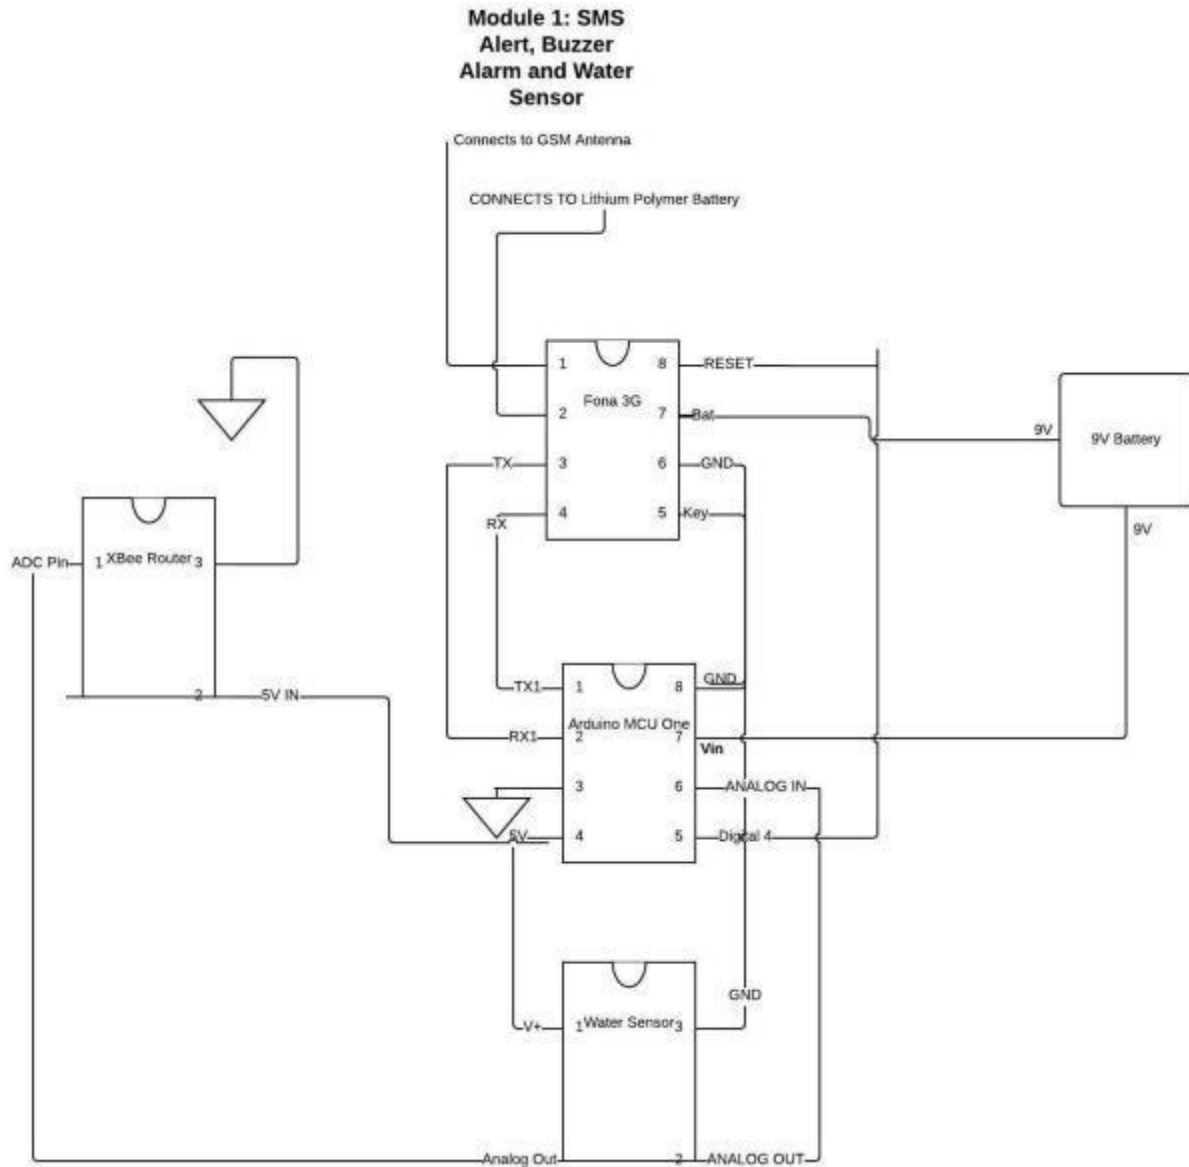 Module 1: SMS
Alert, Buzzer
Alarm and Water
Sensor
Connects to GSM Antenna
CONNECTS TO Lithium Polymer Battery
1
8
RESET
Fona 3G
2
7
Bat
9V
9V Battery
TX
3
6
GND
RX
4
5
Key
9V
ADC Pin
1
XBee Router
3
2
5V IN
TX1
1
8
GND
Arduino MCU One
RX1
2
7
Vin
3
6
ANALOG IN
5V
4
5
Digital 4
GND
V+
1
Water Sensor
3
Analog Out
2
ANALOG OUT